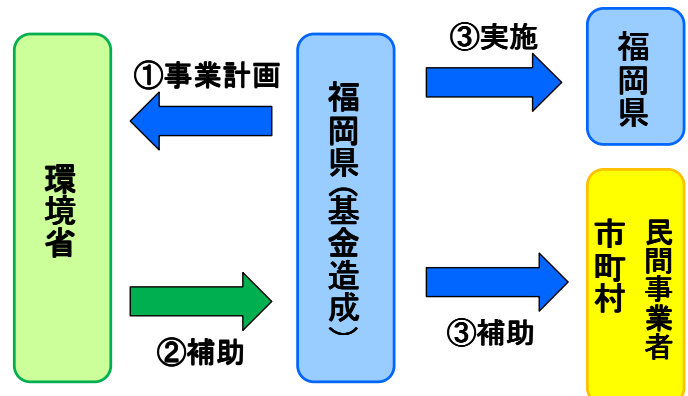 環境省
①事業計画
②補助
福岡県(基金造成)
③実施
③補助
福岡県
民間事業者
市町村